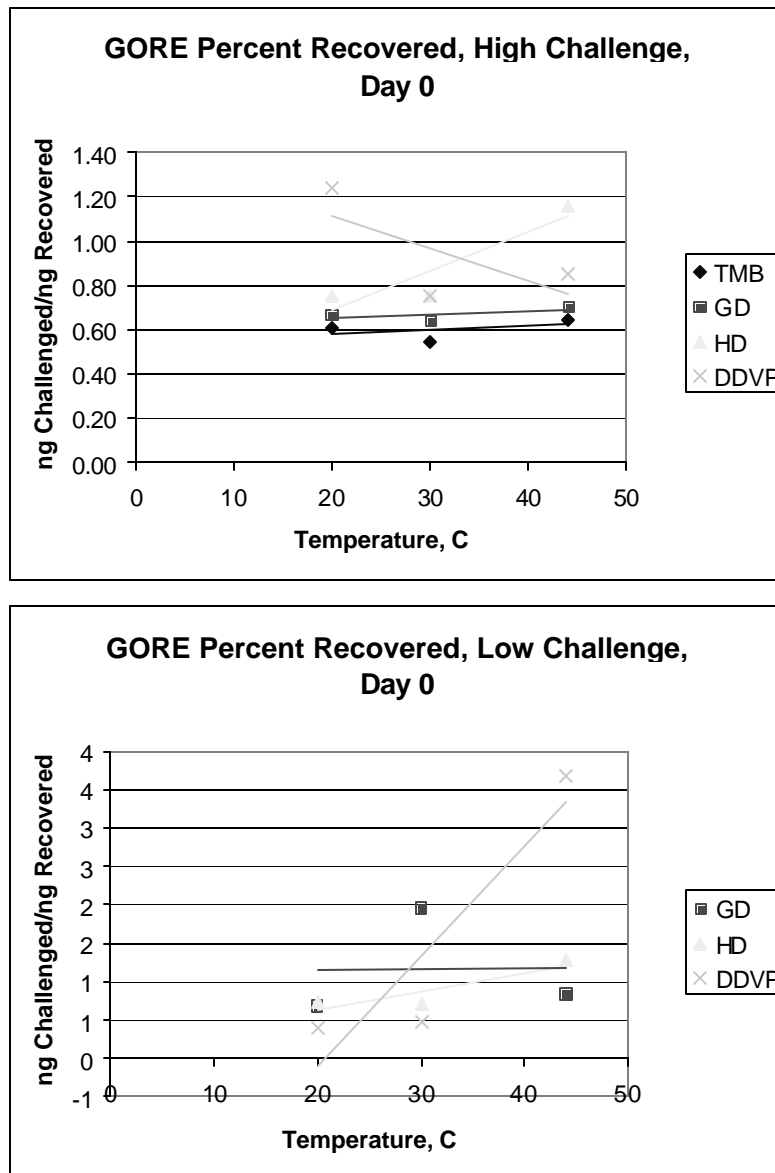 GORE Percent Recovered, High Challenge,
Day 0
ng Challenged/ng Recovered
1.40
1.20
1.00
0.80
0.60
0.40
0.20
0.00
0 10 20 30 40 50
Temperature, C
TMB
GD
HD
DDVP
GORE Percent Recovered, Low Challenge,
Day 0
ng Challenged/ng Recovered
4
4
3
3
2
2
1
1
0
-1
0 10 20 30 40 50
Temperature, C
GD
HD
DDVP